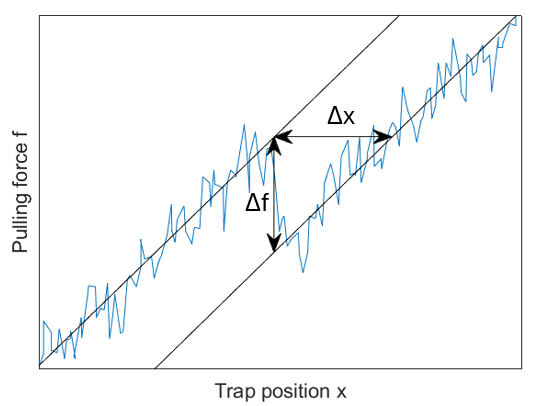 Δx
Δf
Pulling force f
Trap position x